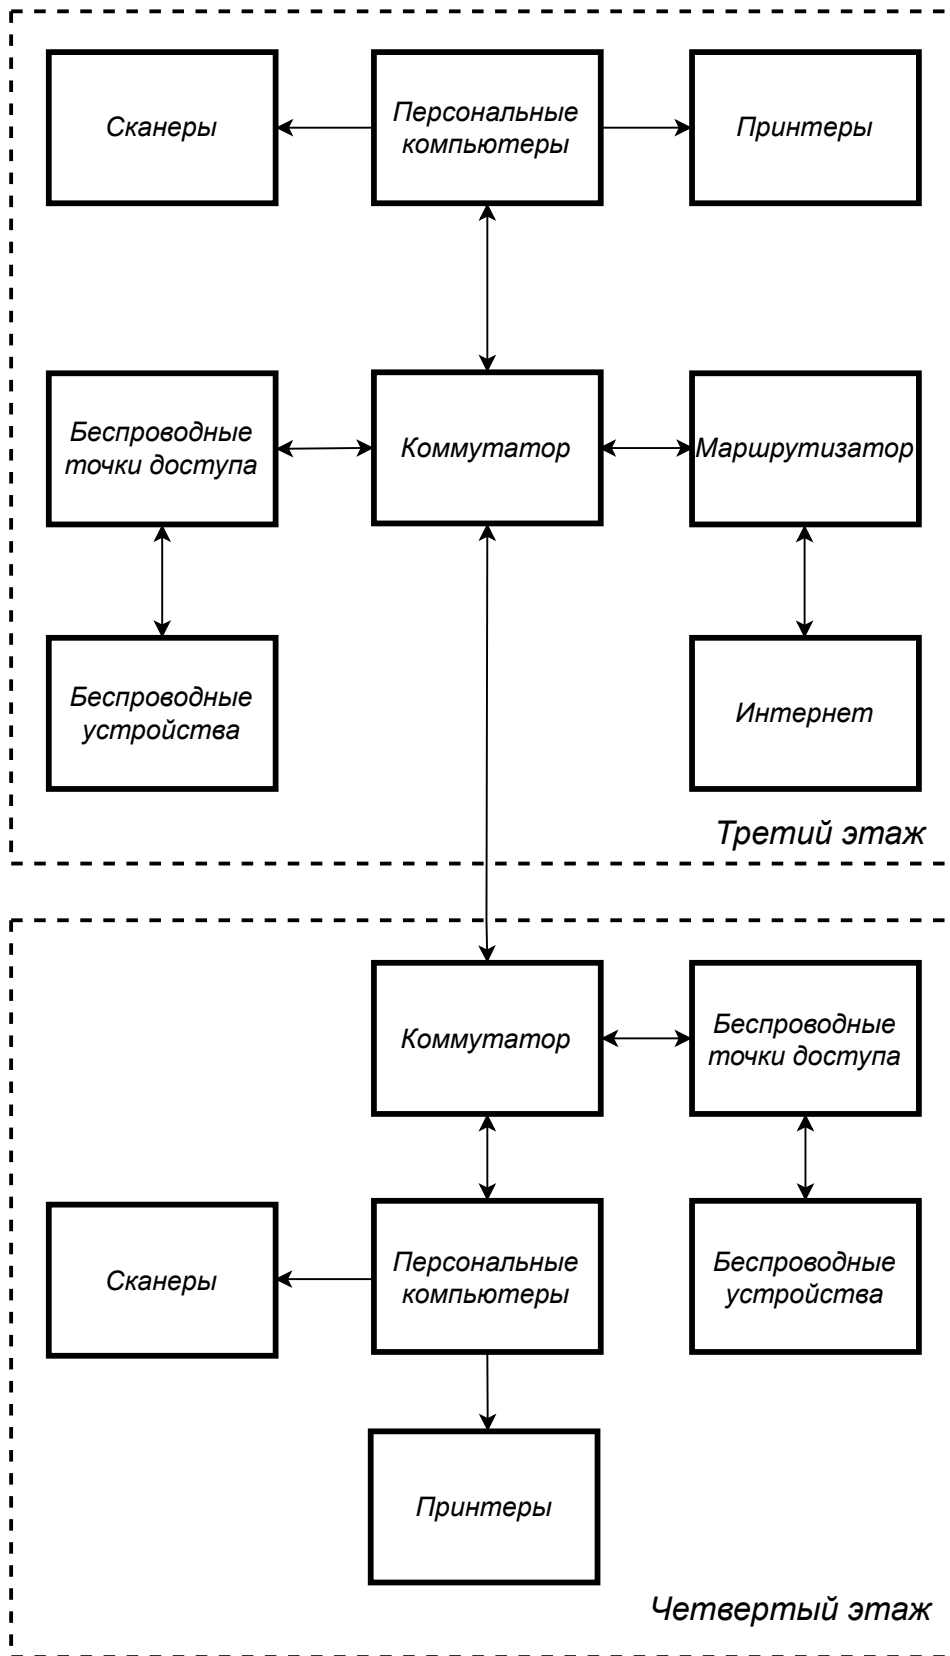 Сканеры
Персональные
компьютеры
Принтеры
Беспроводные
точки доступа
Коммутатор
Маршрутизатор
Беспроводные
устройства
Интернет
Третий этаж
Коммутатор
Беспроводные
точки доступа
Сканеры
Персональные
компьютеры
Беспроводные
устройства
Принтеры
Четвертый этаж